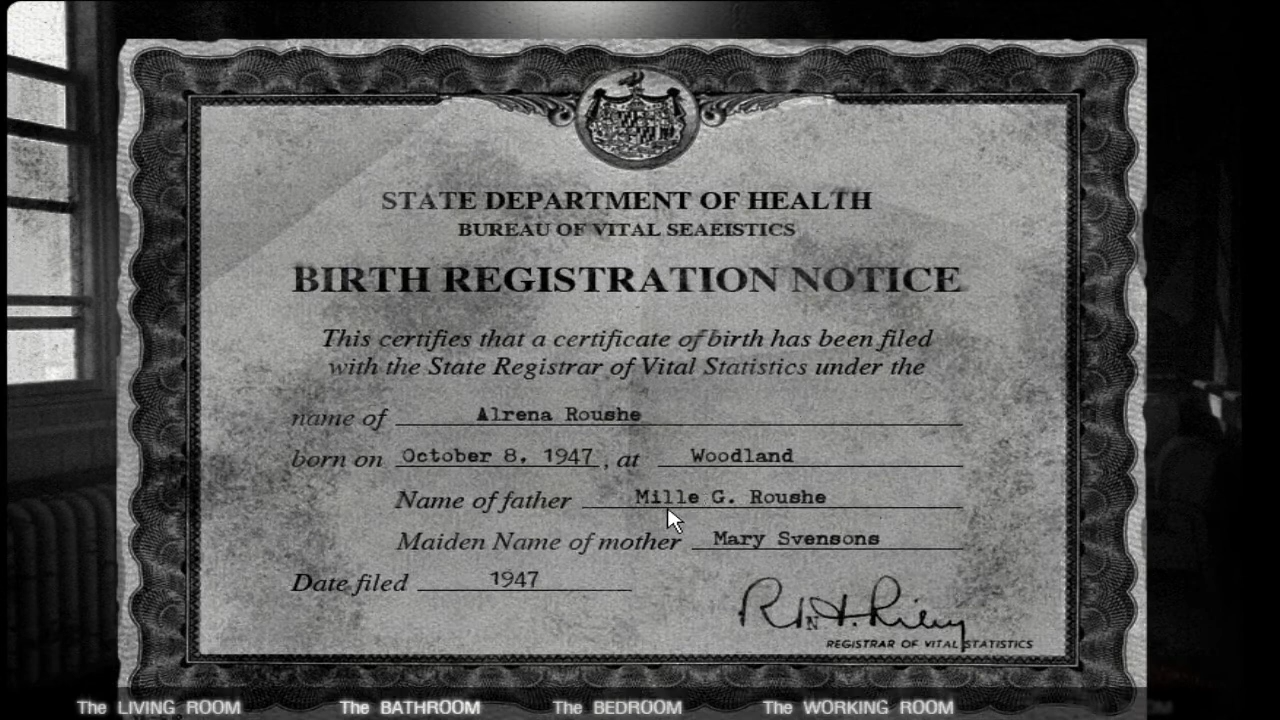 STATE DEPARTMENT OF HEALTH
BUREAU OF VITAL SEAEISTICS
BIRTH REGISTRATION NOTICE
This certifies that a certificate of birth has been filed
with the State Registrar of Vital Statistics under the
name of Alrena Roushe
born on October 8, 1947, at Woodland
Name of father Mille G. Roushe
Maiden Name of mother Mary Svensons
Date filed 1947
REGISTRAR OF VITAL STATISTICS
The LIVING ROOM The BATHROOM The BEDROOM The WORKING ROOM